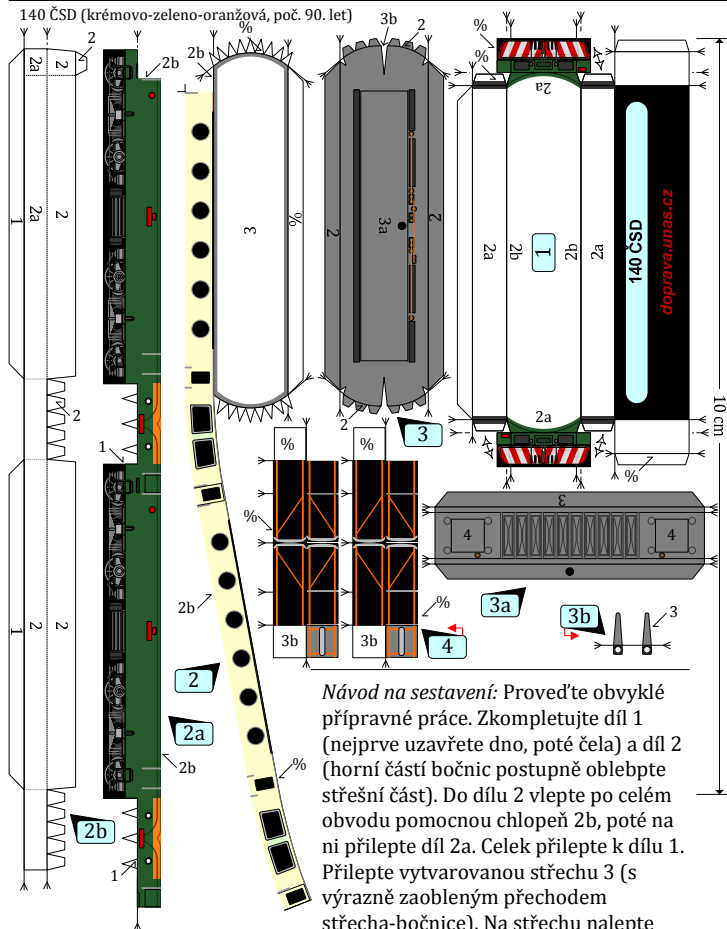 140 ČSD (krémovo-zeleno-oranžová, poč. 90. let)
2a
2
2b
%
2b
%
3b
2
%
%
2a
2a
2
1
2
1
2b
3
%
2
3a
2
2
3
2a
2b
1
2b
2a
140 ČSD
doprava.unas.cz
2a
%
10 cm
%
%
%
2b
3b
3b
%
4
3
4
4
3a
3b
3
1
2
2
2
2a
2b
%
2b
1
Návod na sestavení: Proveďte obvyklé
přípravné práce. Zkompletujte díl 1
(nejprve uzavřete dno, poté čela) a díl 2
(horní částí bočnic postupně oblebpte
střešní část). Do dílu 2 vlepte po celém
obvodu pomocnou chlopeň 2b, poté na
ni přilepte díl 2a. Celek přilepte k dílu 1.
Přilepte vytvarovanou střechu 3 (s
výrazně zaobleným přechodem
střecha-bočnice). Na střechu nalepte